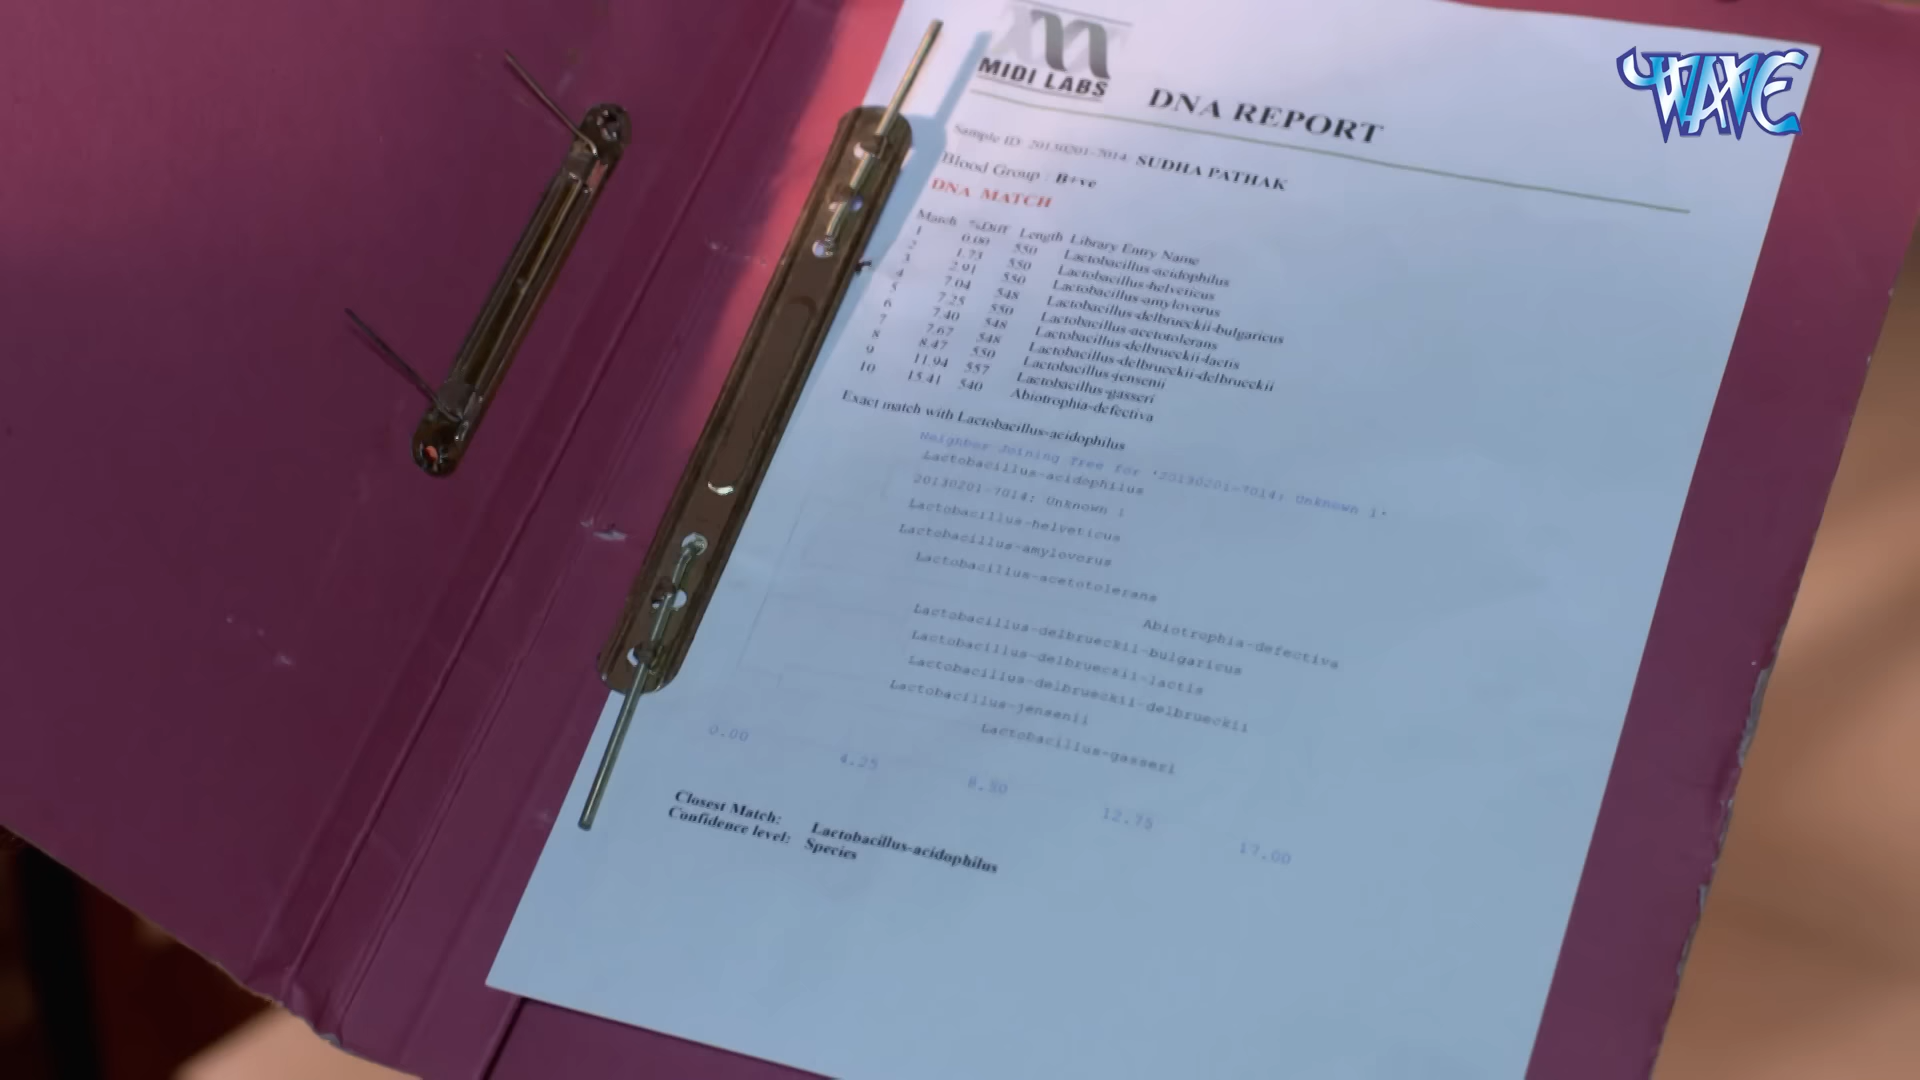 WAVE
MIDI LABS
DNA REPORT
Sample ID: 20130201-7014: SUDHA PATHAK
Blood Group : B+ve
DNA MATCH
Match %Diff Length Library Entry Name
1 0.00 550 Lactobacillus-acidophilus
2 1.73 550 Lactobacillus-helveticus
3 2.91 550 Lactobacillus-amylovorus
4 7.04 548 Lactobacillus-delbrueckii-bulgaricus
5 7.25 550 Lactobacillus-acetotolerans
6 7.40 548 Lactobacillus-delbrueckii-lactis
7 7.67 548 Lactobacillus-delbrueckii-delbrueckii
8 8.47 550 Lactobacillus-jensenii
9 11.94 557 Lactobacillus-gasseri
10 15.41 540 Abiotrophia-defectiva
Exact match with Lactobacillus-acidophilus
Neighbor Joining Tree for '20130201-7014: Unknown 1'
Lactobacillus-acidophilus
20130201-7014: Unknown 1
Lactobacillus-helveticus
Lactobacillus-amylovorus
Lactobacillus-acetotolerans
Abiotrophia-defectiva
Lactobacillus-delbrueckii-bulgaricus
Lactobacillus-delbrueckii-lactis
Lactobacillus-delbrueckii-delbrueckii
Lactobacillus-jensenii
Lactobacillus-gasseri
0.00 4.25 8.50 12.75 17.00
Closest Match: Lactobacillus-acidophilus
Confidence level: Species